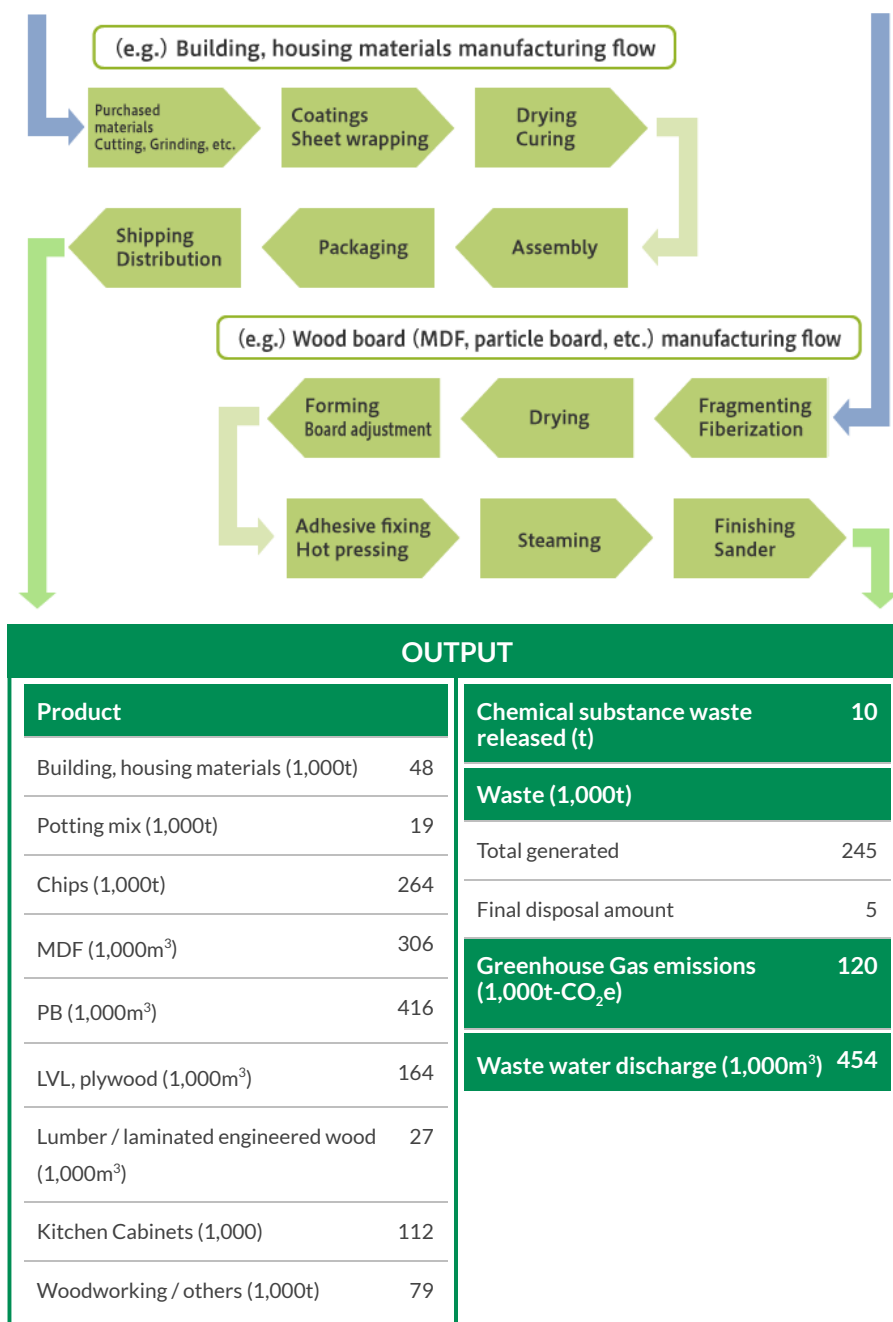 (e.g.) Building, housing materials manufacturing flow
Purchased
materials
Cutting, Grinding, etc.
Coatings
Sheet wrapping
Drying
Curing
Assembly
Packaging
Shipping
Distribution
(e.g.) Wood board (MDF, particle board, etc.) manufacturing flow
Fragmenting
Fiberization
Drying
Forming
Board adjustment
Adhesive fixing
Hot pressing
Steaming
Finishing
Sander
OUTPUT
Product
Building, housing materials (1,000t) 48
Potting mix (1,000t) 19
Chips (1,000t) 264
MDF (1,000m³) 306
PB (1,000m³) 416
LVL, plywood (1,000m³) 164
Lumber / laminated engineered wood 27
(1,000m³)
Kitchen Cabinets (1,000) 112
Woodworking / others (1,000t) 79
Chemical substance waste 10
released (t)
Waste (1,000t)
Total generated 245
Final disposal amount 5
Greenhouse Gas emissions 120
(1,000t-CO₂e)
Waste water discharge (1,000m³) 454